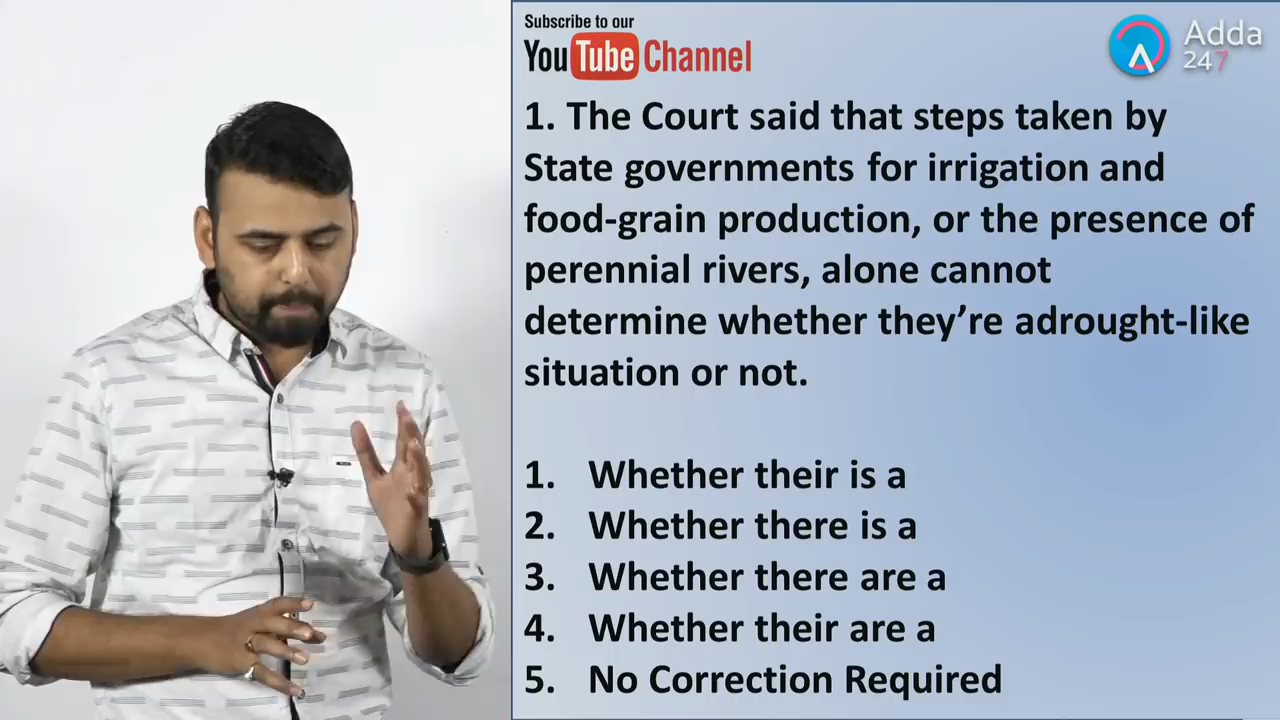 Subscribe to our
YouTube Channel
Adda
247
1. The Court said that steps taken by
State governments for irrigation and
food-grain production, or the presence of
perennial rivers, alone cannot
determine whether they’re adrought-like
situation or not.
1. Whether their is a
2. Whether there is a
3. Whether there are a
4. Whether their are a
5. No Correction Required